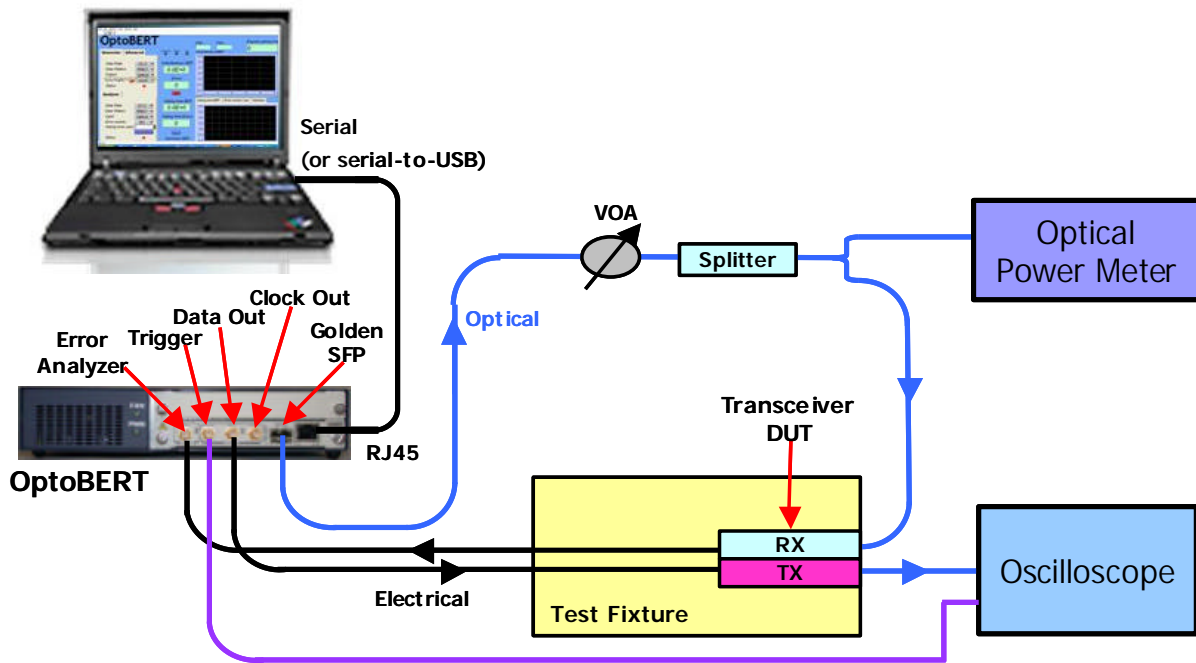 OptoBERT
Serial
(or serial-to-USB)
VOA
Splitter
Optical
Power Meter
Clock Out
Data Out
Golden
SFP
Trigger
Error
Analyzer
Optical
Transceiver
DUT
RJ45
OptoBERT
RX
TX
Electrical
Test Fixture
Oscilloscope